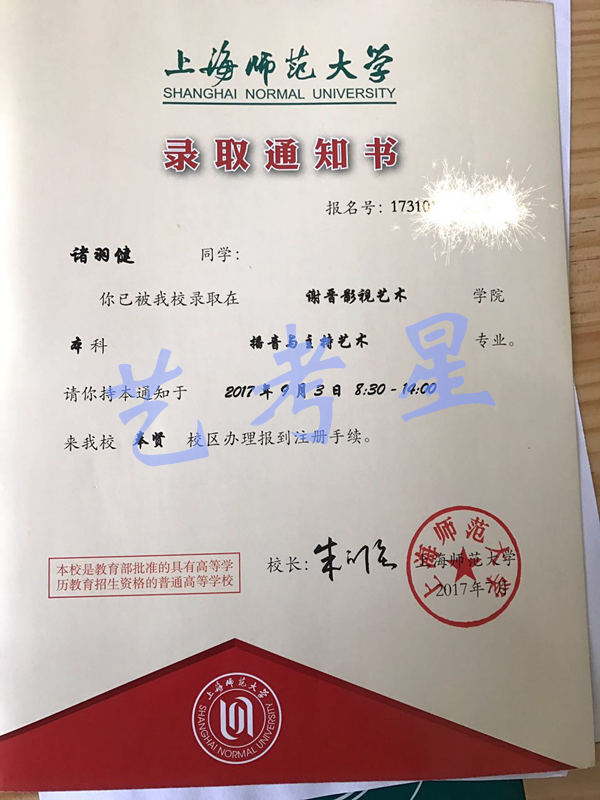 上海师范大学
SHANGHAI NORMAL UNIVERSITY
录取通知书
报名号：17310
诸羽健 同学：
你已被我校录取在 谢晋影视艺术 学院
本科 播音与主持艺术 专业。
请你持本通知于 2017年9月3日 8:30-14:00
来我校 奉贤 校区办理报到注册手续。
艺考星
本校是教育部批准的具有高等学
历教育招生资格的普通高等学校
校长：
上海师范大学
上海师范大学
2017年7月
上海师范大学
SHANGHAI NORMAL UNIVERSITY